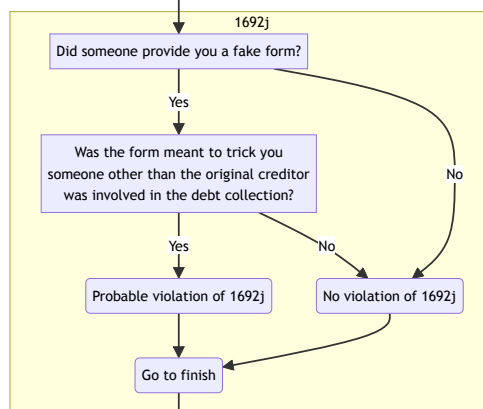 1692j
Did someone provide you a fake form?
Yes
Was the form meant to trick you
someone other than the original creditor
was involved in the debt collection?
No
Yes
No
Probable violation of 1692j
No violation of 1692j
Go to finish